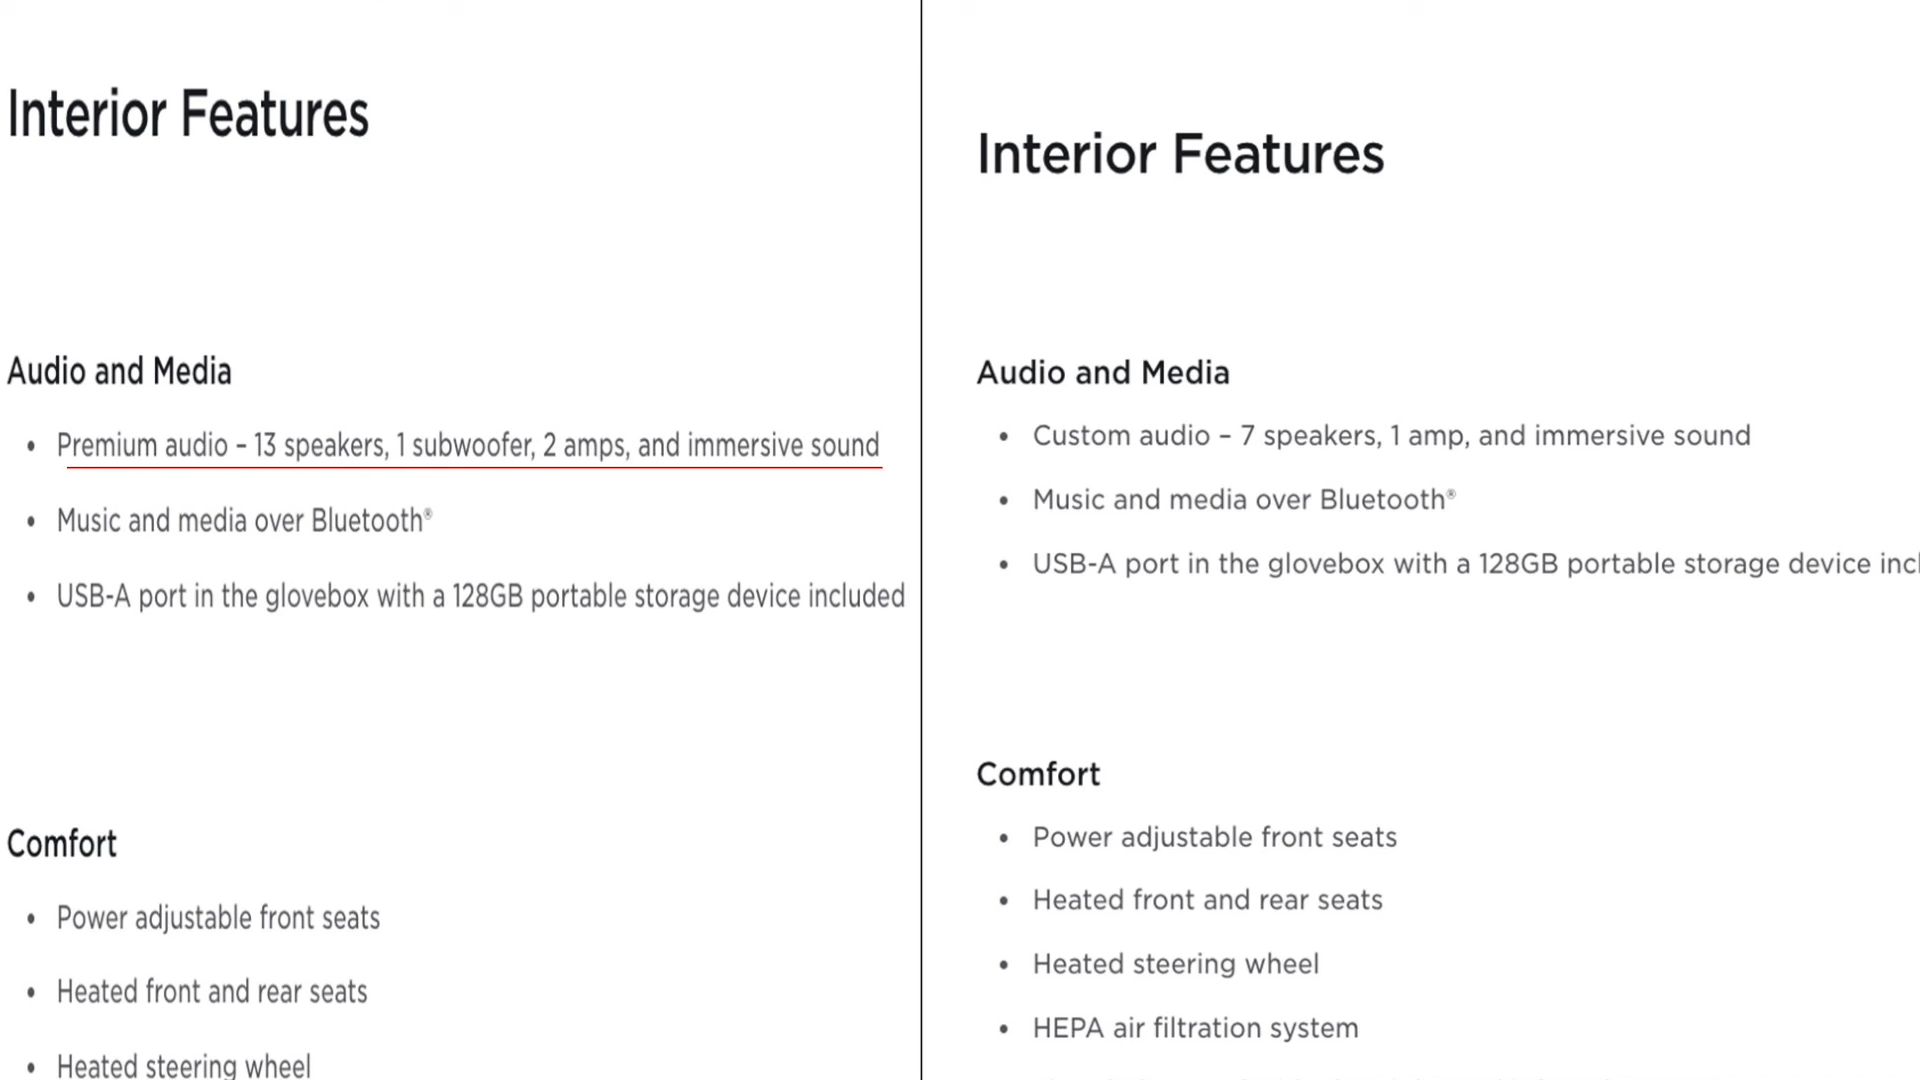 Interior Features
Audio and Media
• Premium audio – 13 speakers, 1 subwoofer, 2 amps, and immersive sound
• Music and media over Bluetooth®
• USB-A port in the glovebox with a 128GB portable storage device included
Comfort
• Power adjustable front seats
• Heated front and rear seats
• Heated steering wheel
Interior Features
Audio and Media
• Custom audio – 7 speakers, 1 amp, and immersive sound
• Music and media over Bluetooth®
• USB-A port in the glovebox with a 128GB portable storage device incl
Comfort
• Power adjustable front seats
• Heated front and rear seats
• Heated steering wheel
• HEPA air filtration system